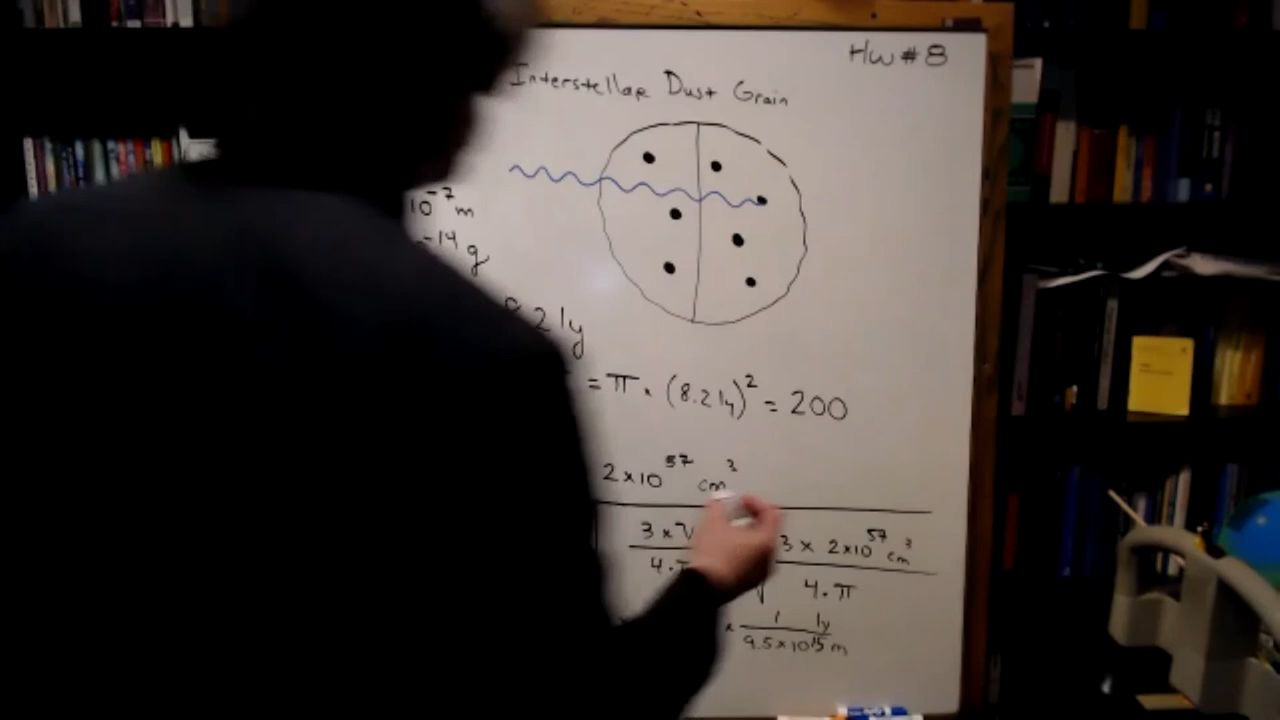 Hw#8
Interstellar Dust Grain
10⁻⁷ m
⁻¹⁴ g
2 ly
= π . (8.2 ly)² = 200
2×10⁵⁷ cm³
3 × V
4.π
3 × 2×10⁵⁷ cm³
4.π
× 1 ly
9.5×10¹⁵ m